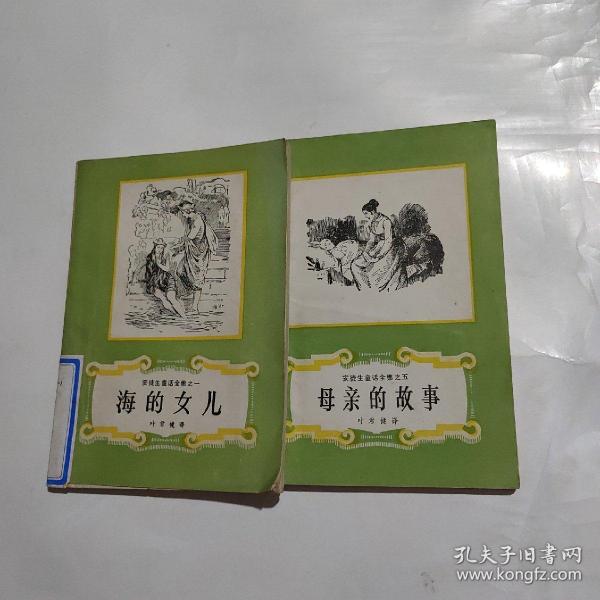 安徒生童话全集之一
海的女儿
叶君健译
安徒生童话全集之五
母亲的故事
叶君健译
孔夫子旧书网
www.kongfz.com